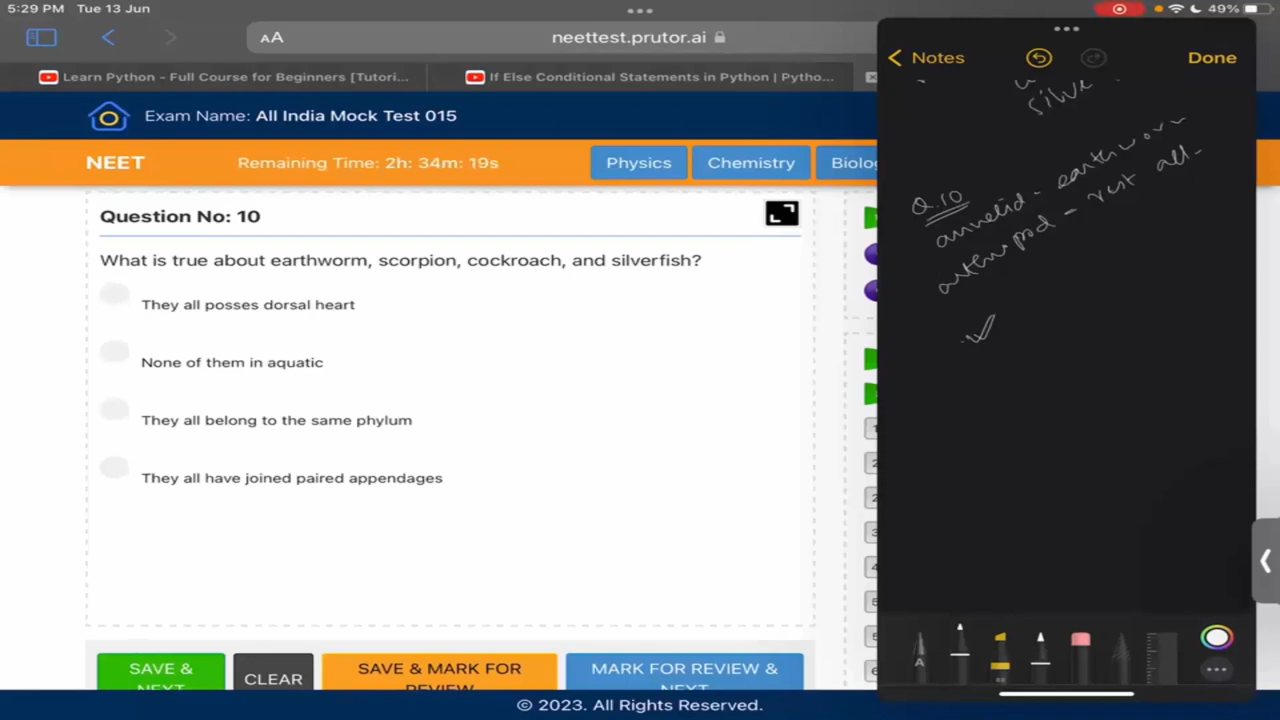 5:29 PM Tue 13 Jun
49%
AA
neettest.prutor.ai
Learn Python - Full Course for Beginners [Tutori...
If Else Conditional Statements in Python | Pytho...
Exam Name: All India Mock Test 015
NEET
Remaining Time: 2h: 34m: 19s
Physics
Chemistry
Biolo
Question No: 10
What is true about earthworm, scorpion, cockroach, and silverfish?
They all posses dorsal heart
None of them in aquatic
They all belong to the same phylum
They all have joined paired appendages
SAVE &
NEXT
CLEAR
SAVE & MARK FOR
REVIEW
MARK FOR REVIEW &
NEXT
© 2023. All Rights Reserved.
Notes
Done
silve
Q.10
annelid - earthworm
arthropod - rest all.